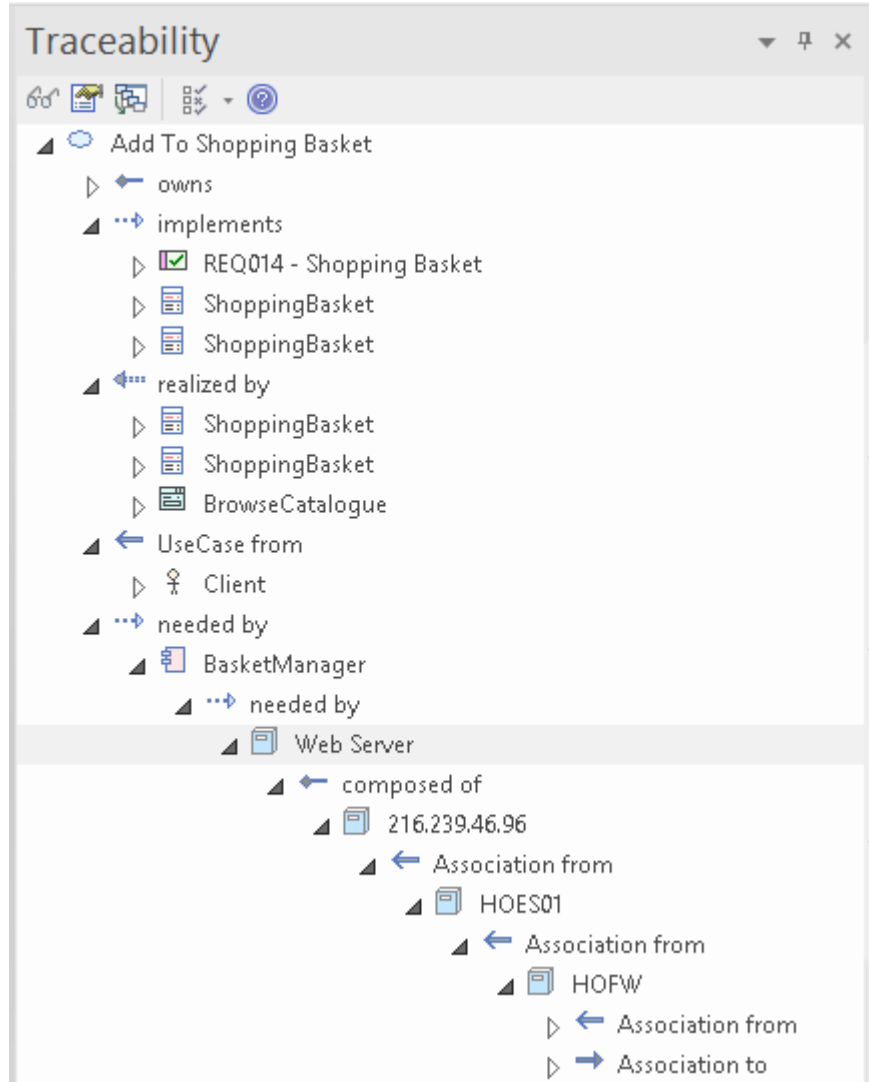 Traceability
Add To Shopping Basket
owns
implements
REQ014 - Shopping Basket
ShoppingBasket
ShoppingBasket
realized by
ShoppingBasket
ShoppingBasket
BrowseCatalogue
UseCase from
Client
needed by
BasketManager
needed by
Web Server
composed of
216.239.46.96
Association from
HOES01
Association from
HOFW
Association from
Association to